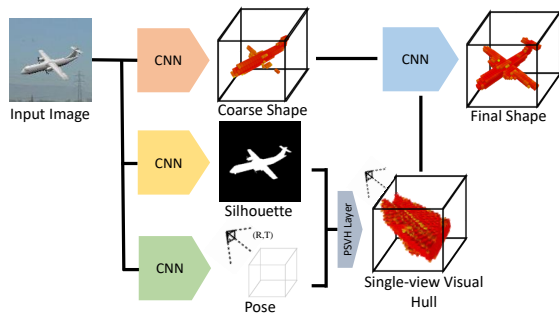 CNN
CNN
Input Image
Coarse Shape
Final Shape
CNN
Silhouette
PSVH Layer
(R,T)
CNN
Pose
Single-view Visual
Hull